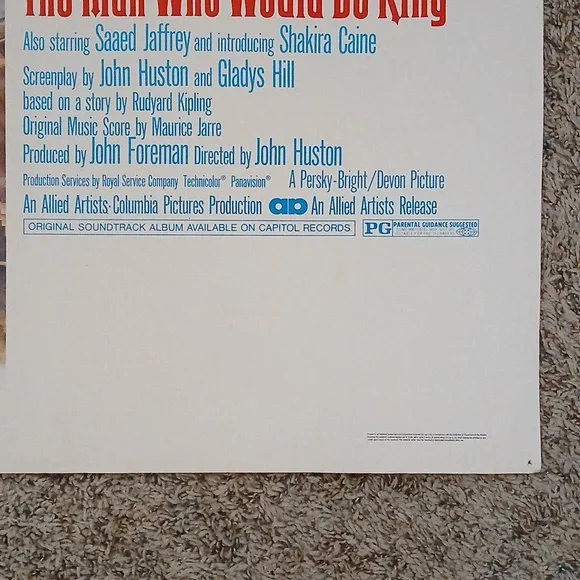 The Man Who Would Be King
Also starring Saaed Jaffrey and introducing Shakira Caine
Screenplay by John Huston and Gladys Hill
based on a story by Rudyard Kipling
Original Music Score by Maurice Jarre
Produced by John Foreman Directed by John Huston
Production Services by Royal Service Company Technicolor® Panavision® A Persky-Bright/Devon Picture
An Allied Artists·Columbia Pictures Production aa An Allied Artists Release
ORIGINAL SOUNDTRACK ALBUM AVAILABLE ON CAPITOL RECORDS PG PARENTAL GUIDANCE SUGGESTED